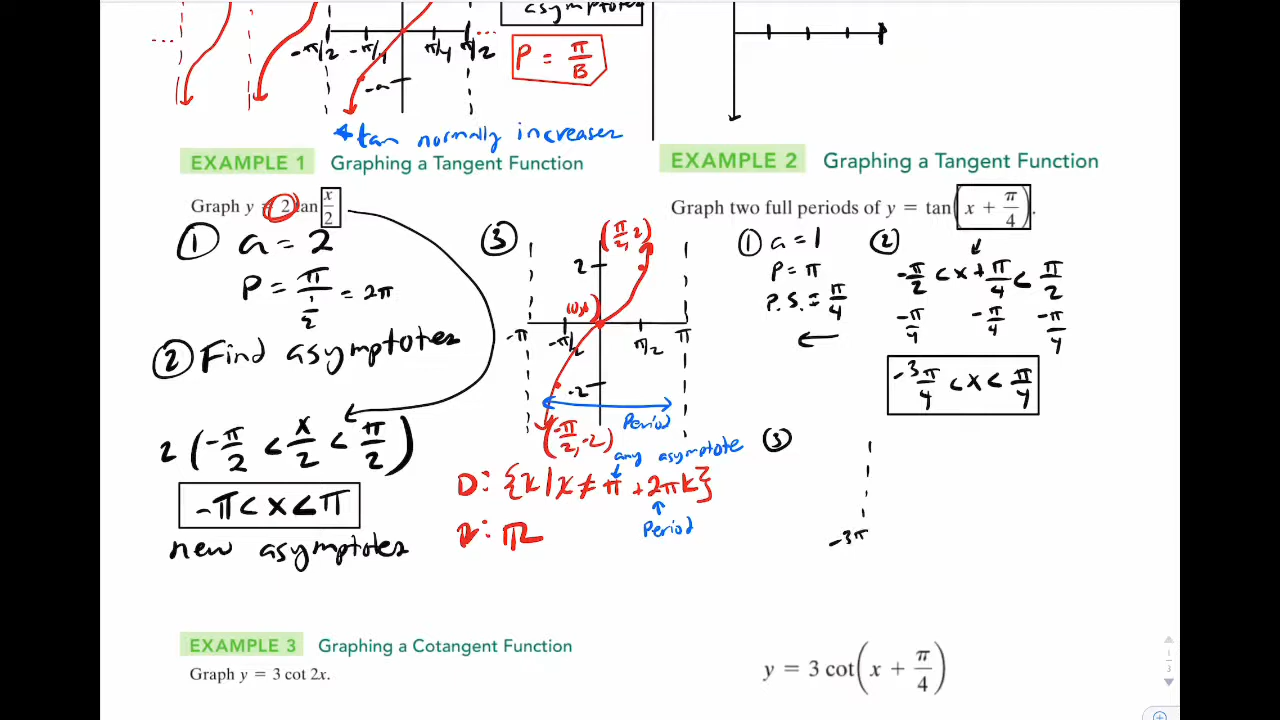 asymptotes
-π/2 -π/4 π/4 π/2
-a
P = π/B
tan normally increases
EXAMPLE 1 Graphing a Tangent Function
Graph y = 2 tan x/2
① a = 2
P = π/(1/2) = 2π
② Find asymptotes
2 (-π/2 < x/2 < π/2)
-π < x < π
new asymptotes
③
(π/2, 2)
2
(0,0)
-π -π/2 π/2 π
-2
Period
(-π/2, -2)
any asymptote
D: {x | x ≠ π + 2πk}
Period
R: ℝ
EXAMPLE 2 Graphing a Tangent Function
Graph two full periods of y = tan(x + π/4).
① a = 1
P = π
P.S. = π/4
←
② -π/2 < x + π/4 < π/2
-π/4 -π/4 -π/4
-3π/4 < x < π/4
③
-3π
EXAMPLE 3 Graphing a Cotangent Function
Graph y = 3 cot 2x.
y = 3 cot(x + π/4)
1
3